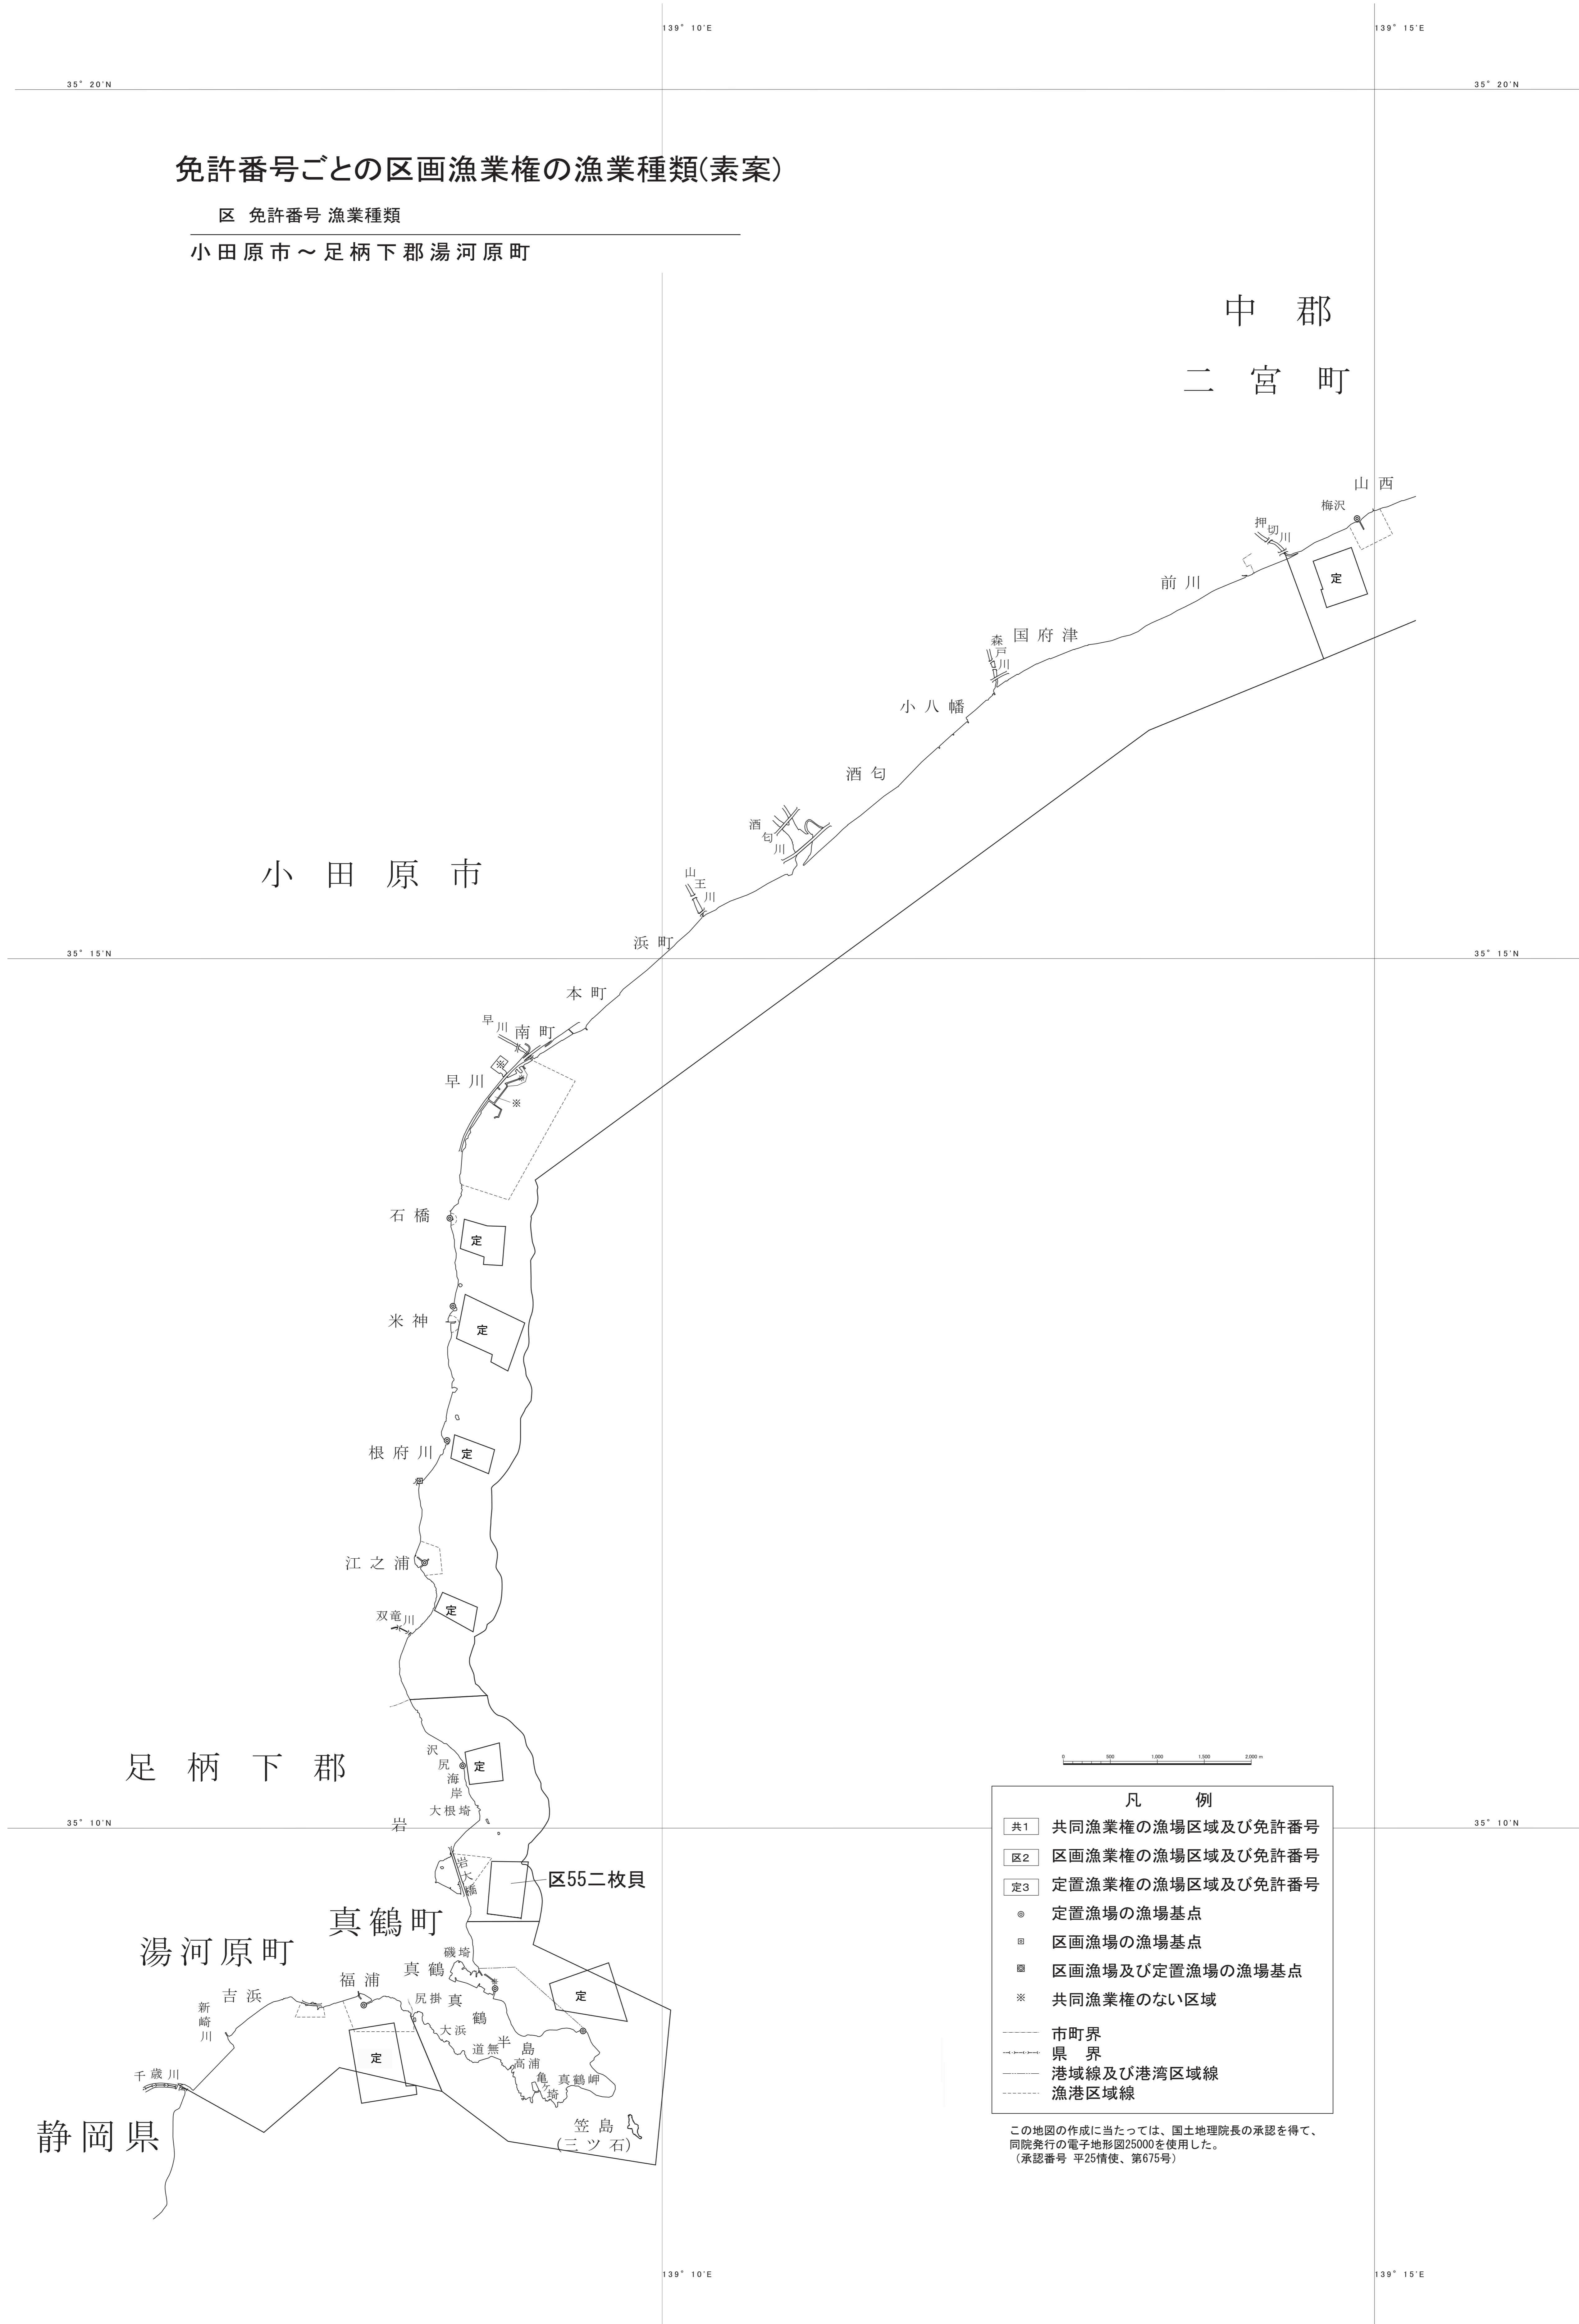 139° 10'E
139° 15'E
35° 20'N
35° 20'N
免許番号ごとの区画漁業権の漁業種類(素案)
区 免許番号 漁業種類
小田原市～足柄下郡湯河原町
中郡
二宮町
山西
梅沢
押切川
定
前川
国府津
森戸川
小八幡
酒匂
酒匂川
小田原市
山王川
浜町
35° 15'N
35° 15'N
本町
早川
南町
※
早川
※
石橋
定
米神
定
根府川
定
江之浦
定
双竜川
足柄下郡
沢尻海岸
定
大根埼
岩
35° 10'N
35° 10'N
岩大橋
区55二枚貝
真鶴町
湯河原町
磯埼
真鶴
※
福浦
吉浜
新崎川
尻掛
真鶴半島
定
大浜
道無
高浦
亀ケ埼
真鶴岬
定
千歳川
笠島
(三ツ石)
静岡県
0 500 1,000 1,500 2,000 m
凡例
共1 共同漁業権の漁場区域及び免許番号
区2 区画漁業権の漁場区域及び免許番号
定3 定置漁業権の漁場区域及び免許番号
定置漁場の漁場基点
区画漁場の漁場基点
区画漁場及び定置漁場の漁場基点
※ 共同漁業権のない区域
市町界
県界
港域線及び港湾区域線
漁港区域線
この地図の作成に当たっては、国土地理院長の承認を得て、
同院発行の電子地形図25000を使用した。
（承認番号 平25情使、第675号）
139° 10'E
139° 15'E